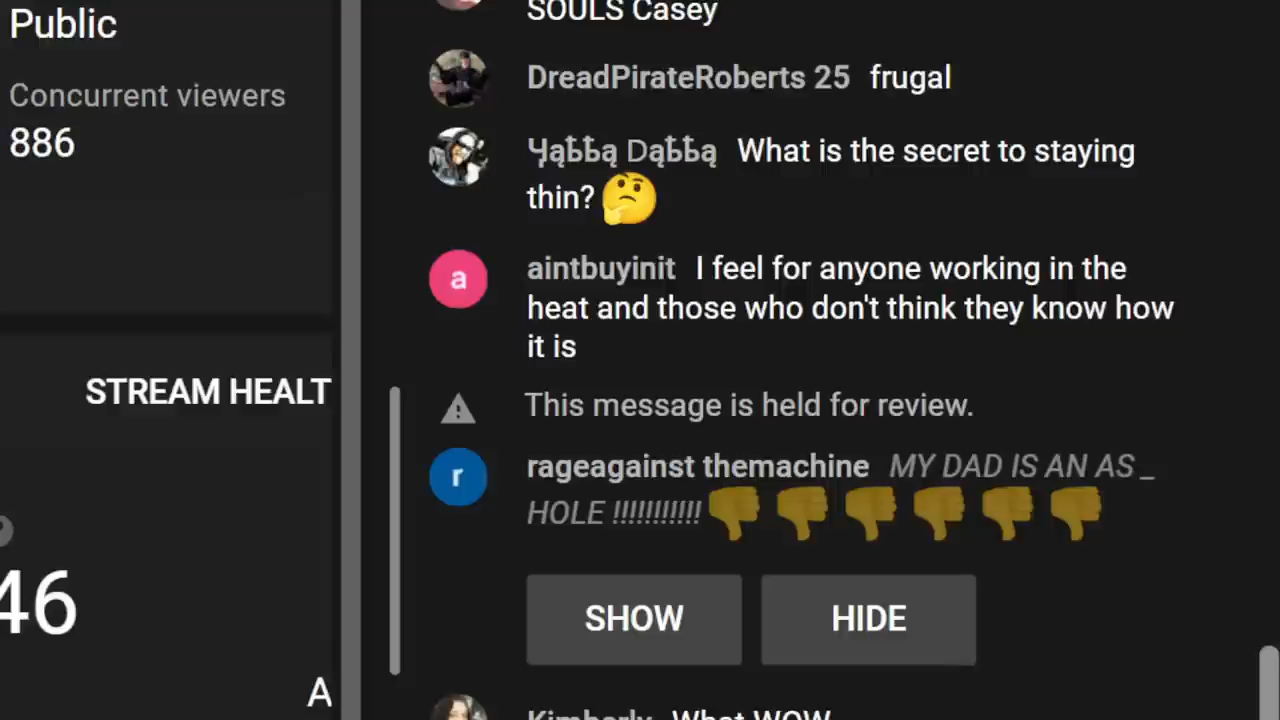 Public
Concurrent viewers
886
STREAM HEALT
46
A
SOULS Casey
DreadPirateRoberts 25 frugal
Ҷąҍҍą Dąҍҍą What is the secret to staying
thin?🤔
a
aintbuyinit I feel for anyone working in the
heat and those who don't think they know how
it is
This message is held for review.
r
rageagainst themachine MY DAD IS AN AS _
HOLE !!!!!!!!!!! 👎👎👎👎👎👎
SHOW HIDE
Kimberly What WOW